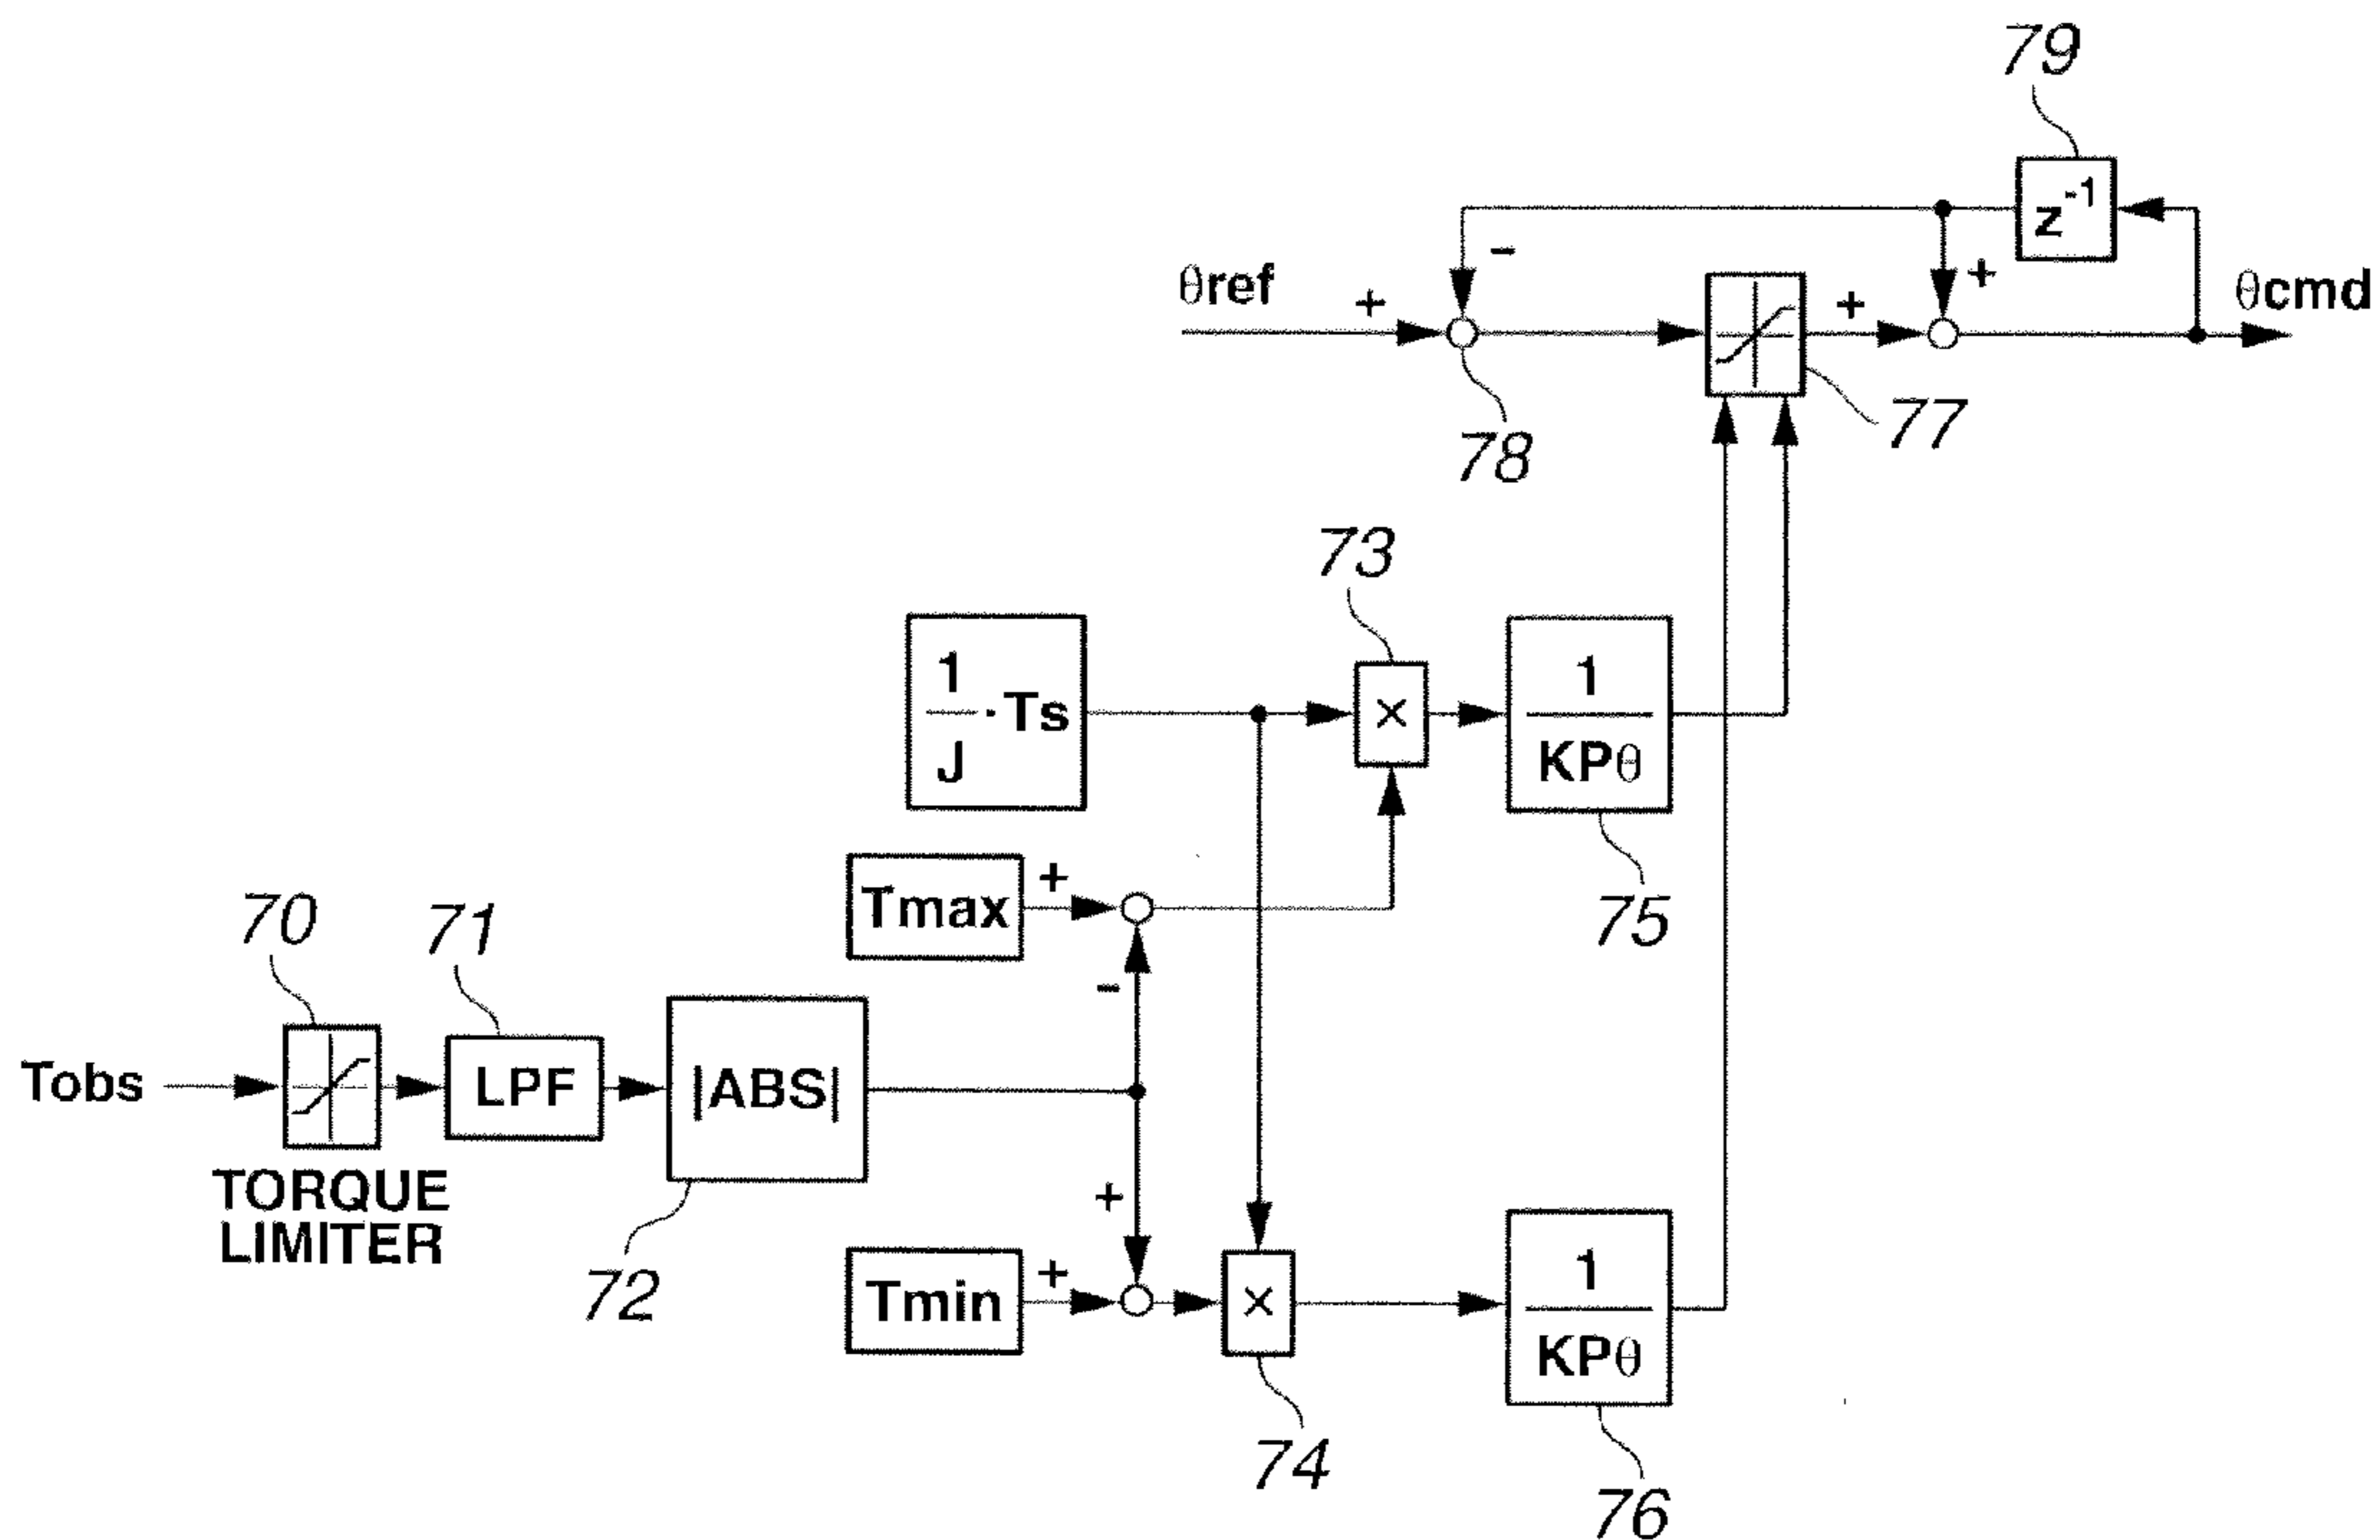 79
z⁻¹
-
+
θref
+
+
θcmd
77
78
73
1
J
·Ts
×
1
KPθ
75
Tmax
+
-
70
71
Tobs
LPF
|ABS|
TORQUE
LIMITER
72
+
Tmin
+
×
74
1
KPθ
76